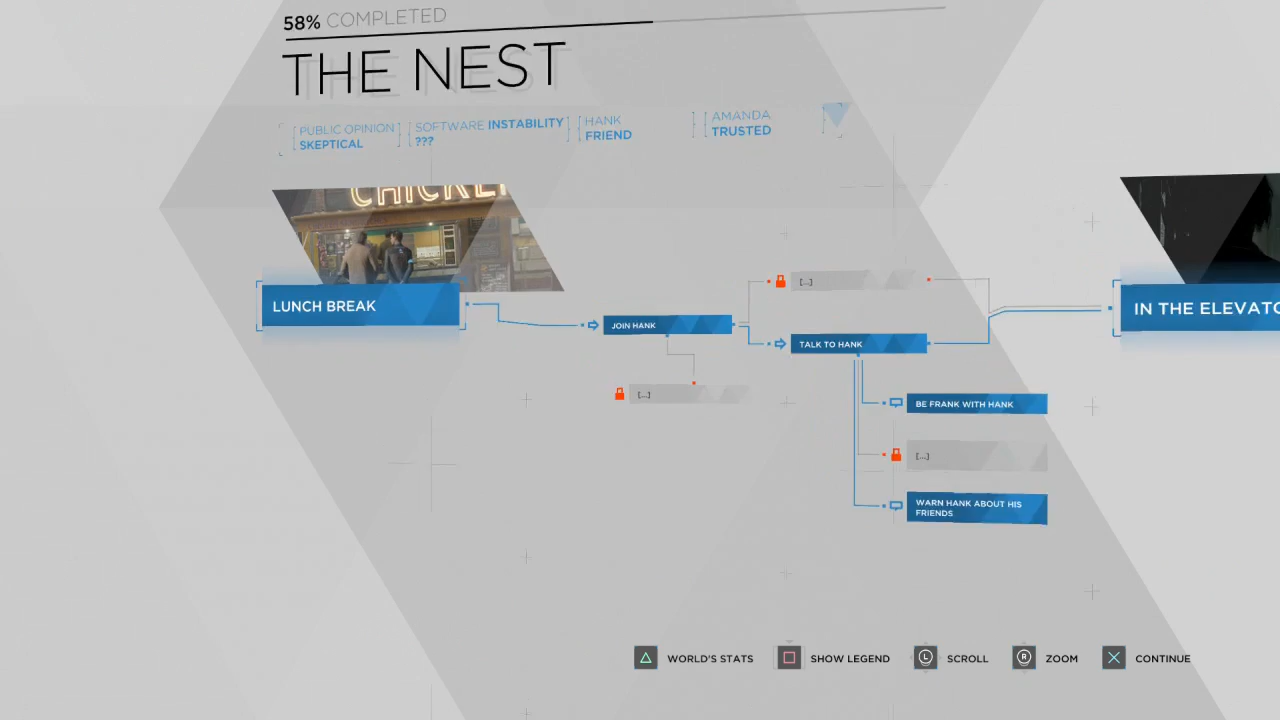 58% COMPLETED
THE NEST
PUBLIC OPINION
SKEPTICAL
SOFTWARE INSTABILITY
???
HANK
FRIEND
AMANDA
TRUSTED
LUNCH BREAK
JOIN HANK
[...]
[...]
TALK TO HANK
BE FRANK WITH HANK
[...]
WARN HANK ABOUT HIS
FRIENDS
IN THE ELEVATO
WORLD'S STATS
SHOW LEGEND
L
SCROLL
R
ZOOM
CONTINUE